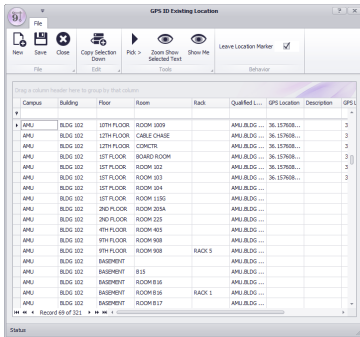 GPS ID Existing Location
File
New Save Close Copy Selection Down Pick > Zoom Show Selected Text Show Me Leave Location Marker
File Edit Tools Behavior
Drag a column header here to group by that column
Campus Building Floor Room Rack Qualified L... GPS Location Description GPS L
AMU BLDG 102 10TH FLOOR ROOM 1009 AMU.BLDG ... 36.157608... 3
AMU BLDG 102 12TH FLOOR CABLE CHASE AMU.BLDG ... 36.157608... 3
AMU BLDG 102 12TH FLOOR COMCTR AMU.BLDG ... 36.157608... 3
AMU BLDG 102 1ST FLOOR BOARD ROOM AMU.BLDG ... 36.157608... 3
AMU BLDG 102 1ST FLOOR ROOM 102 AMU.BLDG ... 36.157608... 3
AMU BLDG 102 1ST FLOOR ROOM 103 AMU.BLDG ... 36.157608... 3
AMU BLDG 102 1ST FLOOR ROOM 104 AMU.BLDG ...
AMU BLDG 102 1ST FLOOR ROOM 115G AMU.BLDG ...
AMU BLDG 102 2ND FLOOR ROOM 205A AMU.BLDG ...
AMU BLDG 102 2ND FLOOR ROOM 225 AMU.BLDG ...
AMU BLDG 102 4TH FLOOR ROOM 405 AMU.BLDG ...
AMU BLDG 102 9TH FLOOR ROOM 908 AMU.BLDG ...
AMU BLDG 102 9TH FLOOR ROOM 908 RACK 5 AMU.BLDG ...
AMU BLDG 102 BASEMENT AMU.BLDG ...
AMU BLDG 102 BASEMENT B15 AMU.BLDG ...
AMU BLDG 102 BASEMENT ROOM B16 AMU.BLDG ...
AMU BLDG 102 BASEMENT ROOM B16 RACK 1 AMU.BLDG ...
AMU BLDG 102 BASEMENT ROOM B17 AMU.BLDG ...
Record 69 of 321
Status